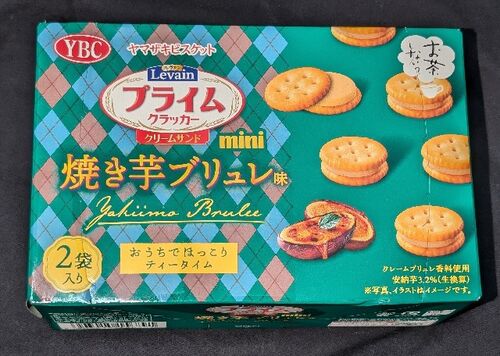 YBC
ヤマザキビスケット
ルヴァン
Levain
プライム
クラッカー
クリームサンド
mini
焼き芋ブリュレ味
Yakiimo Brulee
2袋
入り
おうちでほっこり
ティータイム
お茶
クレームブリュレ香料使用
安納芋3.2%(生換算)
※写真、イラストはイメージです。